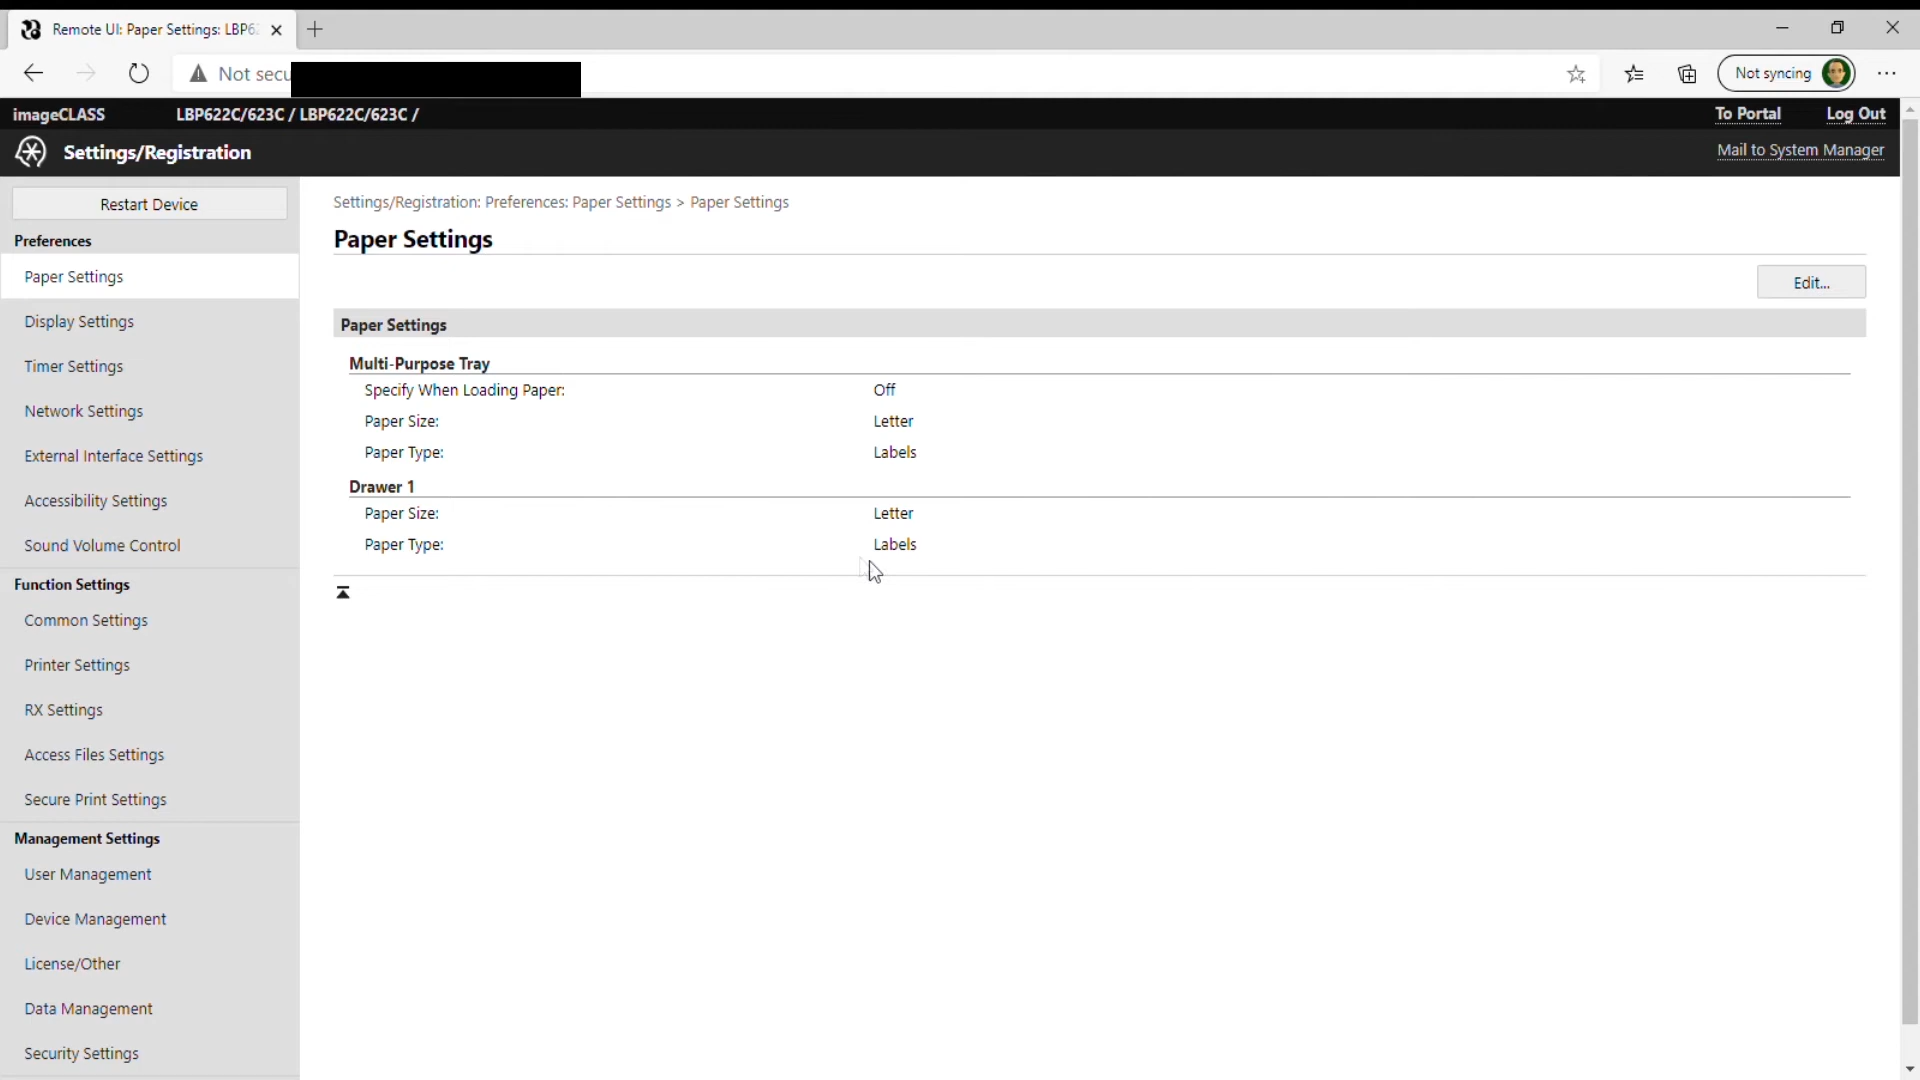 Remote UI: Paper Settings: LBP62
Not secu
Not syncing
imageCLASS LBP622C/623C / LBP622C/623C / To Portal Log Out
Settings/Registration Mail to System Manager
Restart Device
Preferences
Paper Settings
Display Settings
Timer Settings
Network Settings
External Interface Settings
Accessibility Settings
Sound Volume Control
Function Settings
Common Settings
Printer Settings
RX Settings
Access Files Settings
Secure Print Settings
Management Settings
User Management
Device Management
License/Other
Data Management
Security Settings
Settings/Registration: Preferences: Paper Settings > Paper Settings
Paper Settings
Edit...
Paper Settings
Multi-Purpose Tray
Specify When Loading Paper: Off
Paper Size: Letter
Paper Type: Labels
Drawer 1
Paper Size: Letter
Paper Type: Labels